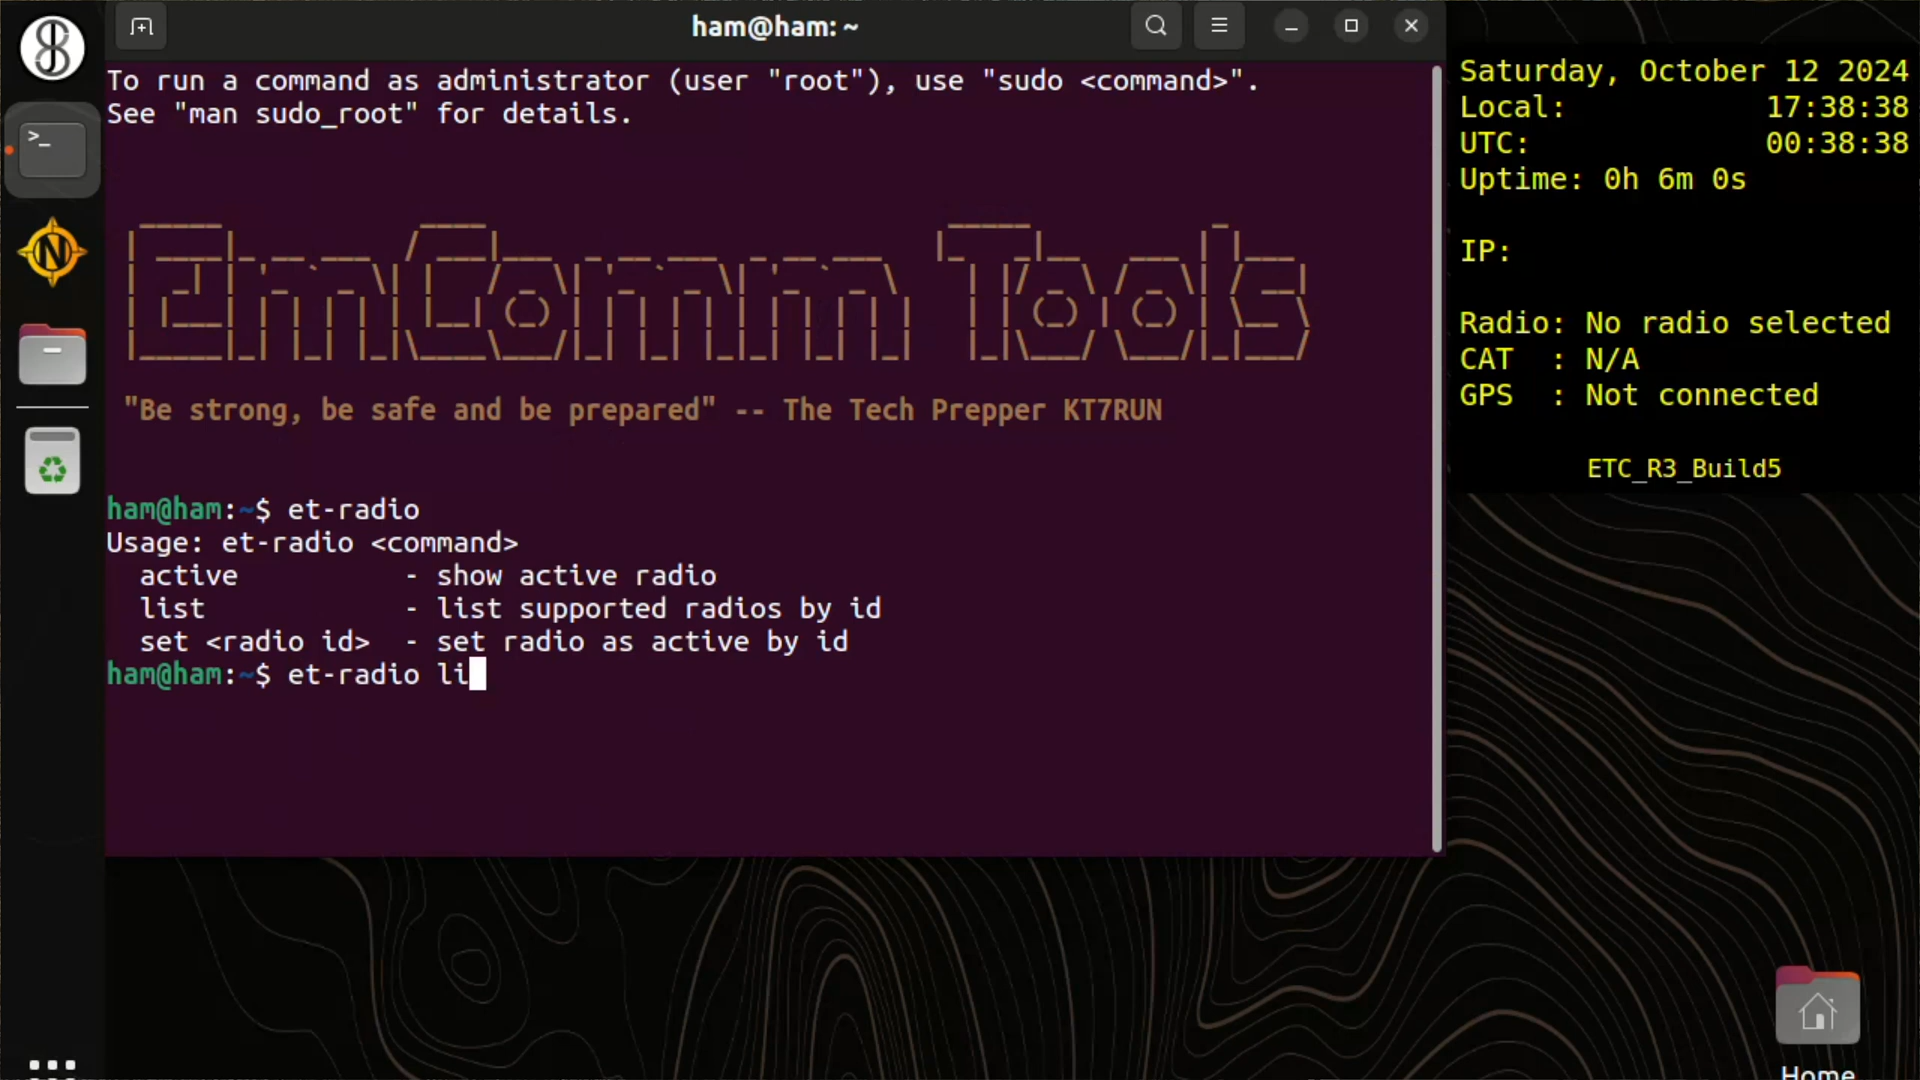 ham@ham: ~
To run a command as administrator (user "root"), use "sudo <command>".
See "man sudo_root" for details.
EmComm Tools
"Be strong, be safe and be prepared" -- The Tech Prepper KT7RUN
ham@ham:~$ et-radio
Usage: et-radio <command>
active - show active radio
list - list supported radios by id
set <radio id> - set radio as active by id
ham@ham:~$ et-radio li
Saturday, October 12 2024
Local: 17:38:38
UTC: 00:38:38
Uptime: 0h 6m 0s
IP:
Radio: No radio selected
CAT : N/A
GPS : Not connected
ETC_R3_Build5
N
Home